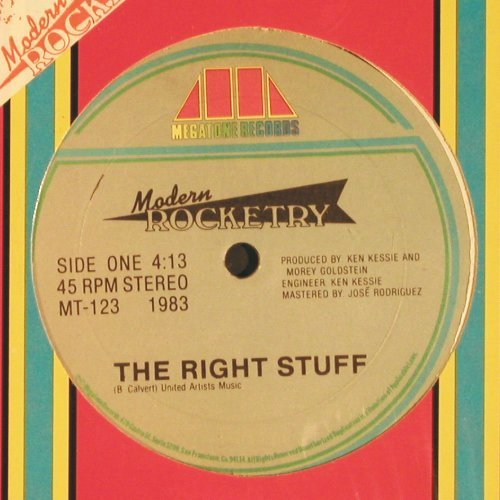 Modern
ROCK
MEGATONE RECORDS
Modern
ROCKETRY
SIDE ONE 4:13
45 RPM STEREO
MT-123 1983
PRODUCED BY KEN KESSIE AND
MOREY GOLDSTEIN
ENGINEER KEN KESSIE
MASTERED BY JOSÉ RODRIGUEZ
THE RIGHT STUFF
(B Calvert) United Artists Music